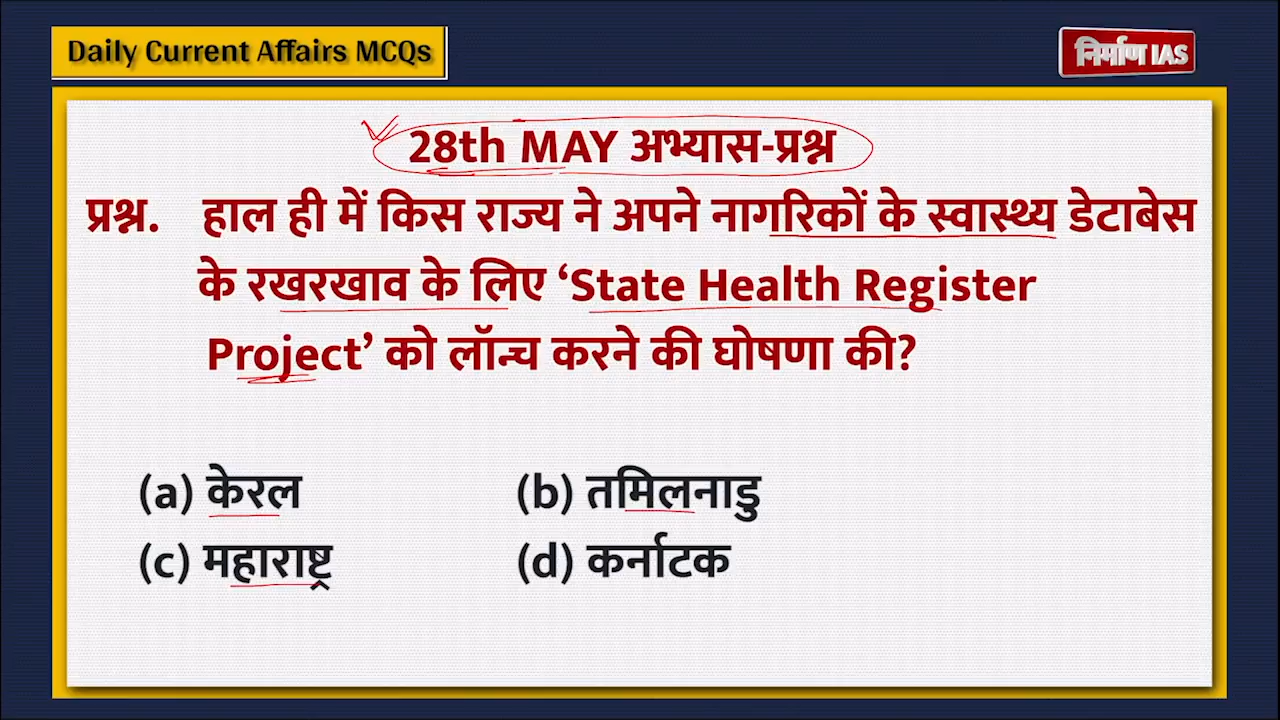 Daily Current Affairs MCQs
निर्माण IAS
28th MAY अभ्यास-प्रश्न
प्रश्न. हाल ही में किस राज्य ने अपने नागरिकों के स्वास्थ्य डेटाबेस
के रखरखाव के लिए ‘State Health Register
Project’ को लॉन्च करने की घोषणा की?
(a) केरल (b) तमिलनाडु
(c) महाराष्ट्र (d) कर्नाटक